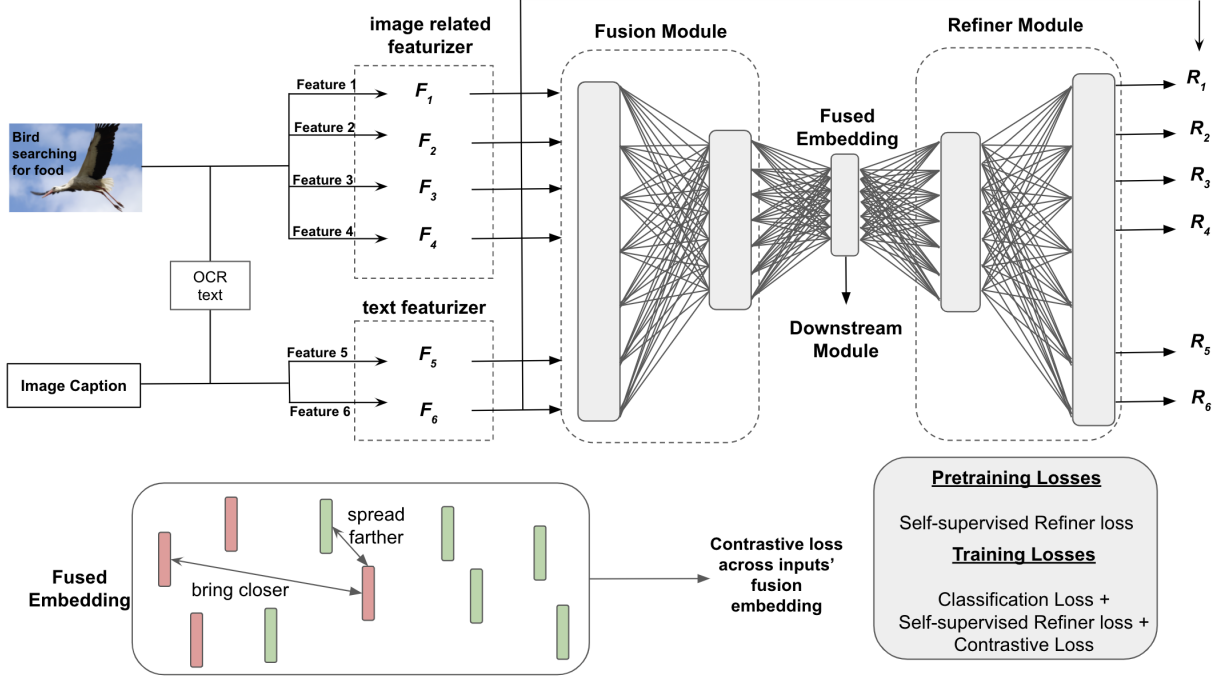 image related
featurizer
Fusion Module
Refiner Module
Feature 1
F1
R1
Bird
searching
for food
Feature 2
F2
R2
Fused
Embedding
Feature 3
F3
R3
Feature 4
F4
R4
OCR
text
text featurizer
Downstream
Module
Feature 5
F5
R5
Image Caption
Feature 6
F6
R6
Pretraining Losses
Self-supervised Refiner loss
Training Losses
Classification Loss +
Self-supervised Refiner loss +
Contrastive Loss
spread
farther
bring closer
Fused
Embedding
Contrastive loss
across inputs’
fusion
embedding